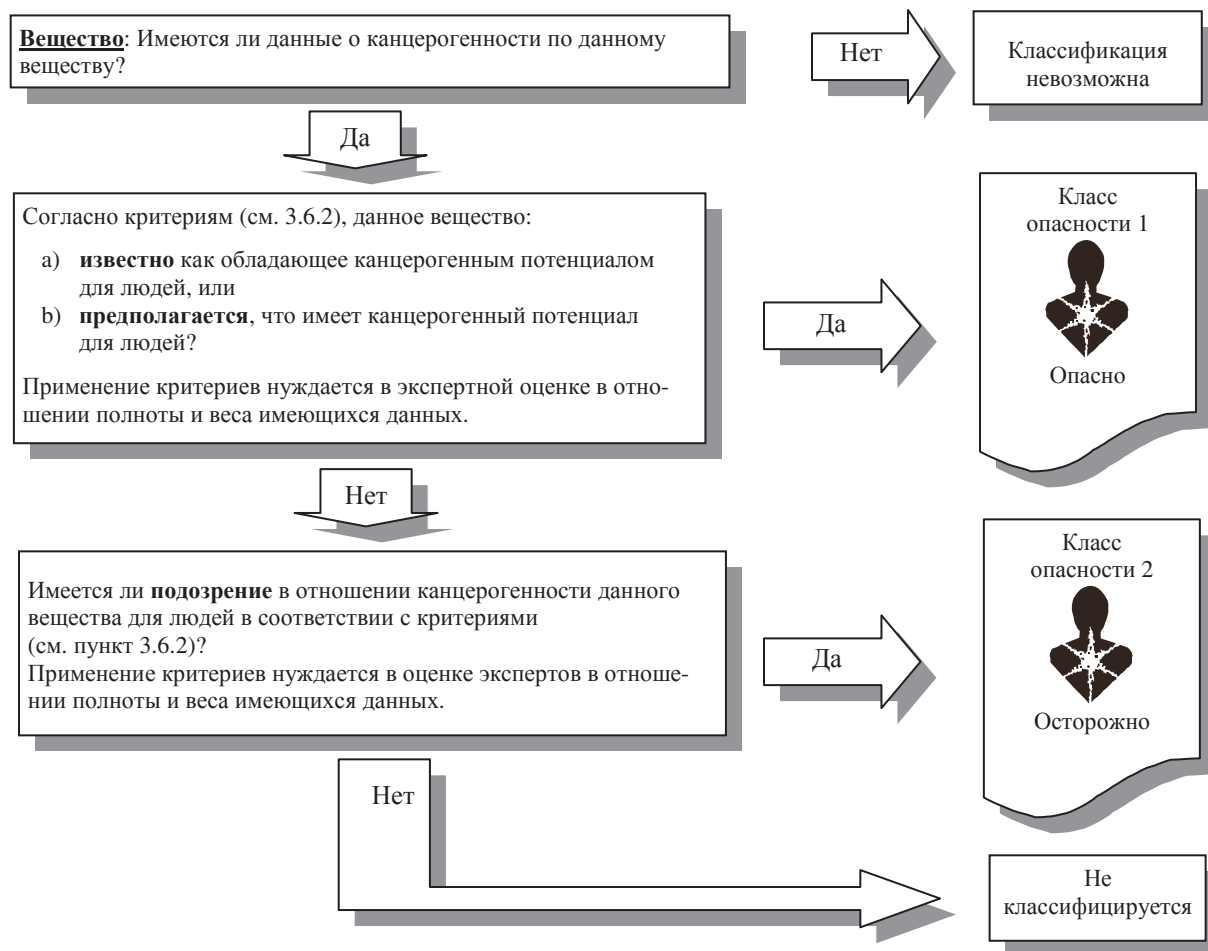 Вещество: Имеются ли данные о канцерогенности по данному
веществу?
Нет
Классификация
невозможна
Да
Согласно критериям (см. 3.6.2), данное вещество:
a) известно как обладающее канцерогенным потенциалом
для людей, или
b) предполагается, что имеет канцерогенный потенциал
для людей?
Применение критериев нуждается в экспертной оценке в отно-
шении полноты и веса имеющихся данных.
Да
Класс
опасности 1
Опасно
Нет
Имеется ли подозрение в отношении канцерогенности данного
вещества для людей в соответствии с критериями
(см. пункт 3.6.2)?
Применение критериев нуждается в оценке экспертов в отноше-
нии полноты и веса имеющихся данных.
Да
Класс
опасности 2
Осторожно
Нет
Не
классифицируется